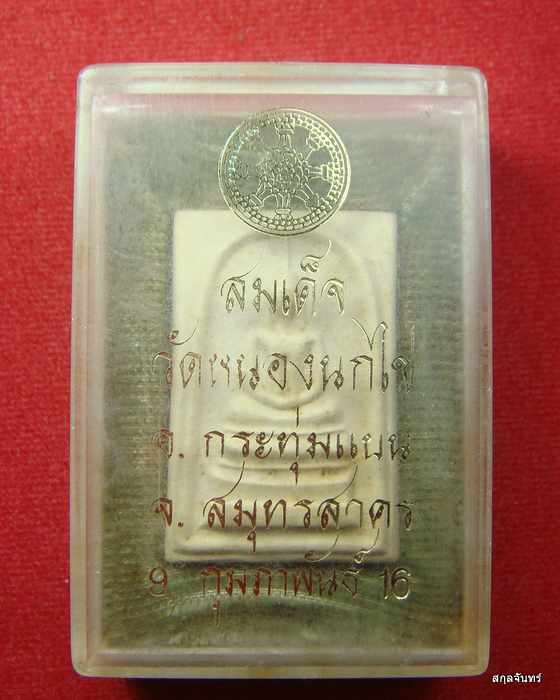 สมเด็จ
วัดหนองนกไข่
อ. กระทุ่มแบน
จ. สมุทรสาคร
9 กุมภาพันธ์ 16
สกุลจันทร์